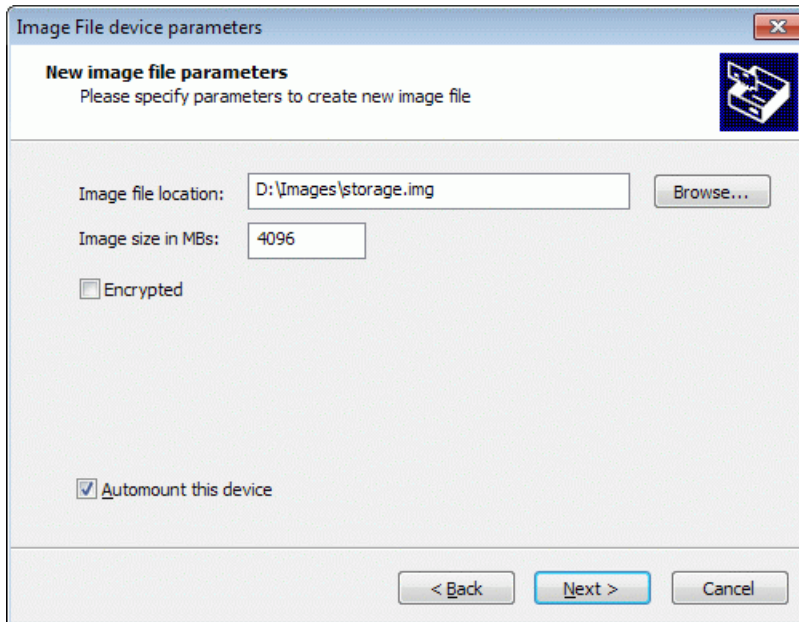 Image File device parameters
New image file parameters
Please specify parameters to create new image file
Image file location: D:\Images\storage.img Browse...
Image size in MBs: 4096
Encrypted
Automount this device
< Back Next > Cancel